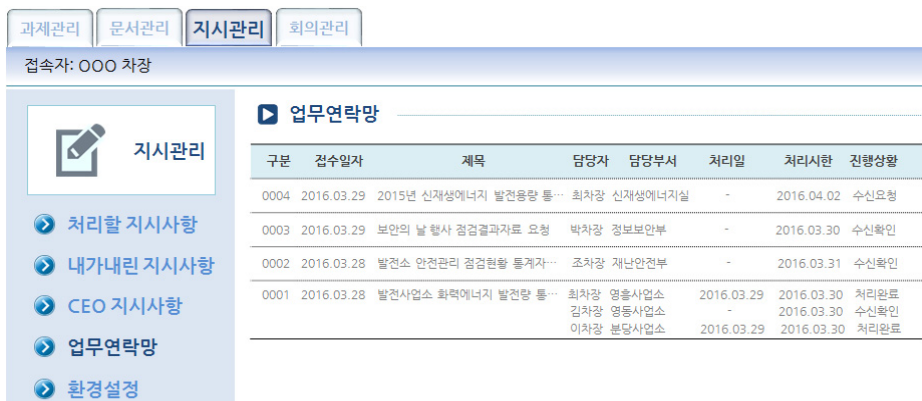 과제관리 문서관리 지시관리 회의관리
접속자: OOO 차장
지시관리
처리할 지시사항
내가내린 지시사항
CEO 지시사항
업무연락망
환경설정
업무연락망
구분 접수일자 제목 담당자 담당부서 처리일 처리시한 진행상황
0004 2016.03.29 2015년 신재생에너지 발전용량 통… 최차장 신재생에너지실 - 2016.04.02 수신요청
0003 2016.03.29 보안의 날 행사 점검결과자료 요청 박차장 정보보안부 - 2016.03.30 수신확인
0002 2016.03.28 발전소 안전관리 점검현황 통계자… 조차장 재난안전부 - 2016.03.31 수신확인
0001 2016.03.28 발전사업소 화력에너지 발전량 통… 최차장 영흥사업소 2016.03.29 2016.03.30 처리완료
김차장 영동사업소 - 2016.03.30 수신확인
이차장 분당사업소 2016.03.29 2016.03.30 처리완료